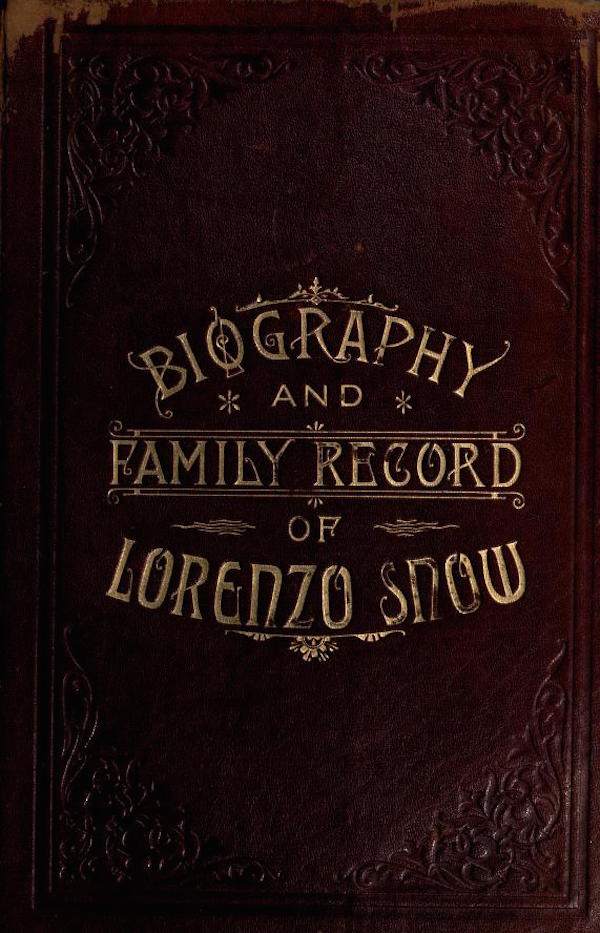 BIOGRAPHY
* AND *
FAMILY RECORD
OF
LORENZO SNOW